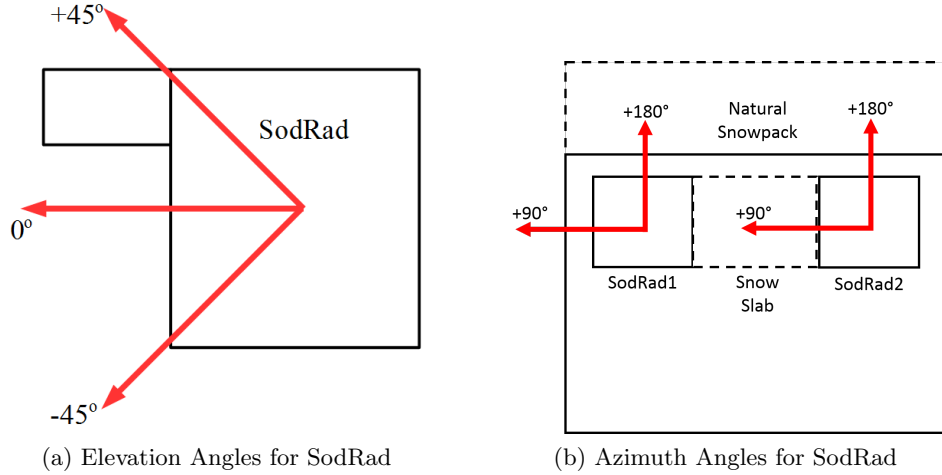 +45°
SodRad
0°
-45°
(a) Elevation Angles for SodRad
+180°
Natural
Snowpack
+180°
+90°
+90°
SodRad1
Snow
Slab
SodRad2
(b) Azimuth Angles for SodRad